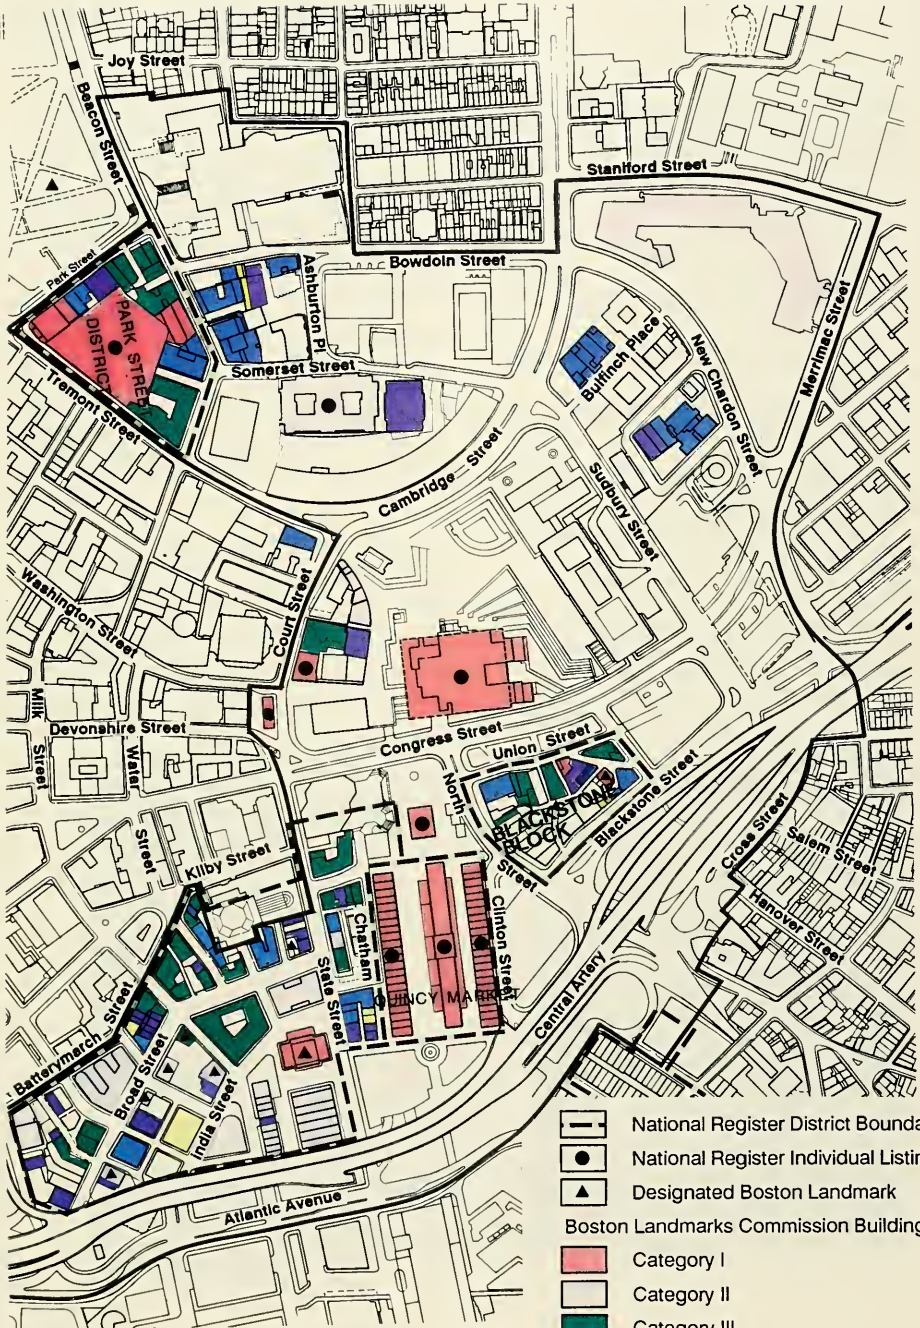 Joy Street
Beacon Street
Staniford Street
Park Street
Bowdoin Street
Ashburton Pl
PARK STREET
DISTRICT
Merrimac Street
Bulfinch Place
New Chardon Street
Somerset Street
Tremont Street
Cambridge Street
Sudbury Street
Court Street
Washington Street
Milk
Street
Devonshire Street
Water
Street
Congress Street
Union Street
North
Street
BLACKSTONE
BLOCK
Blackstone Street
Cross Street
Salem Street
Hanover Street
Kilby Street
Chatham
Clinton Street
State Street
QUINCY MARKET
Central Artery
Batterymarch Street
Broad Street
India Street
Atlantic Avenue
National Register District Bounda
National Register Individual Listin
Designated Boston Landmark
Boston Landmarks Commission Building
Category I
Category II
Category III